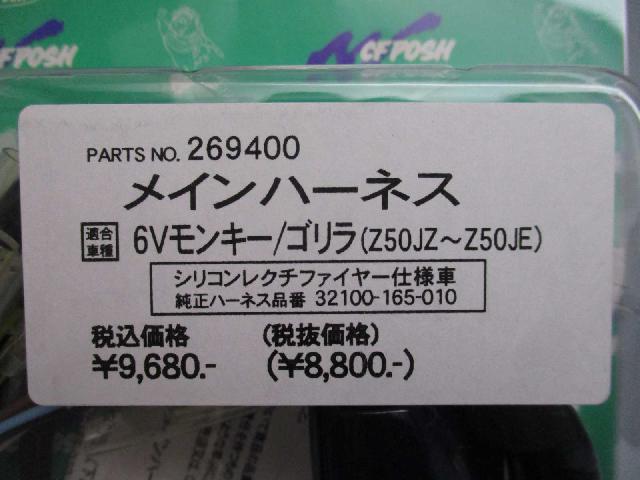 CF POSH
CF POSH
PARTS NO. 269400
メインハーネス
適合車種 6Vモンキー/ゴリラ(Z50JZ~Z50JE)
シリコンレクチファイヤー仕様車
純正ハーネス品番 32100-165-010
税込価格 (税抜価格)
¥9,680.- (¥8,800.-)